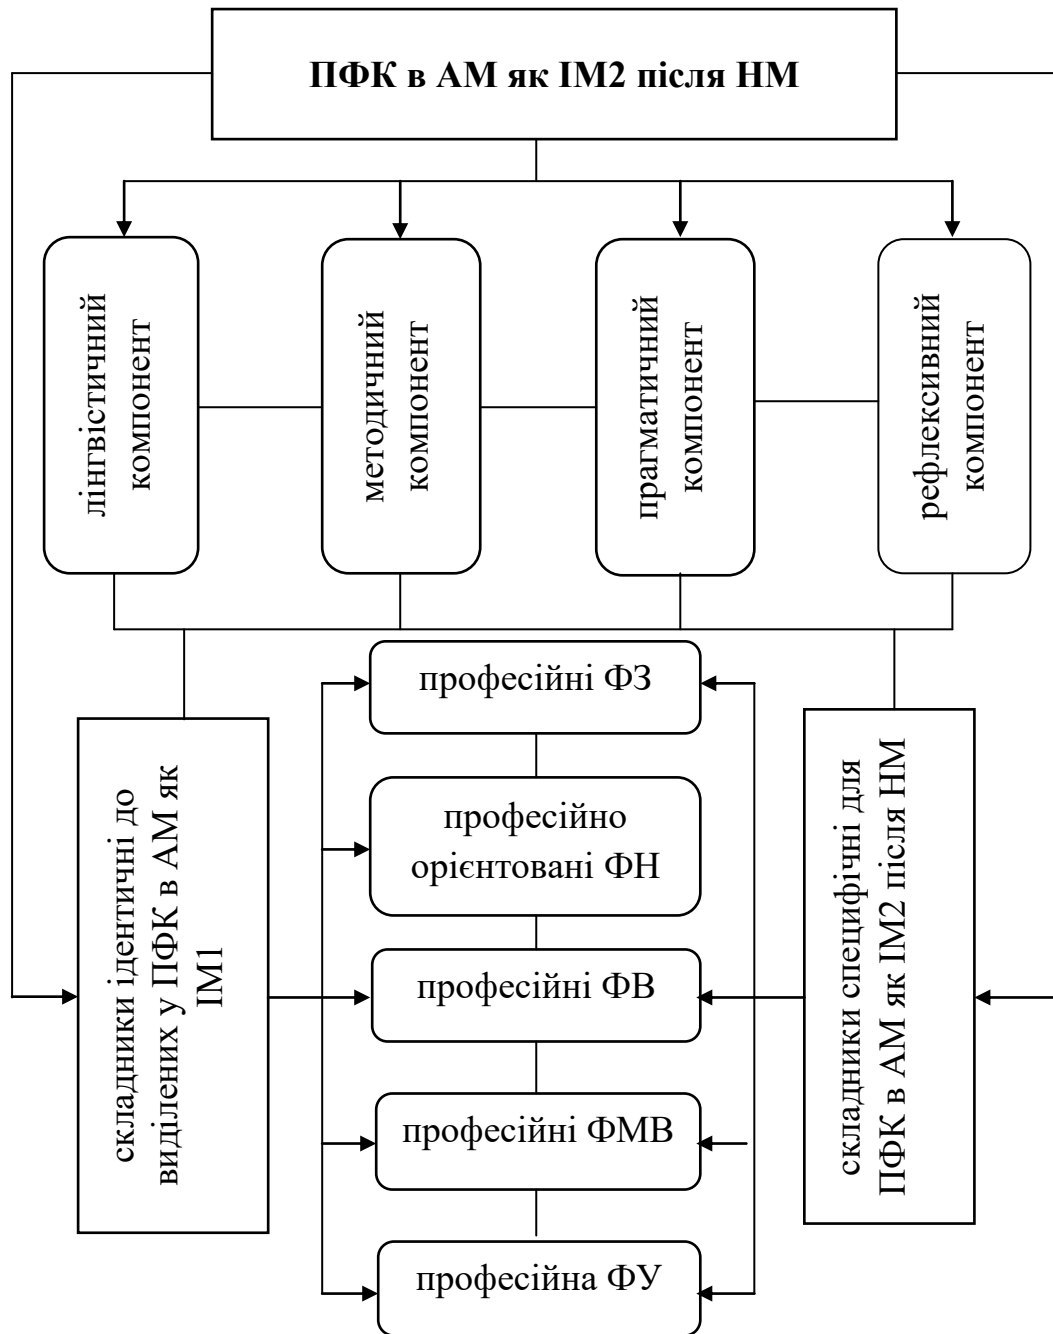 ПФК в АМ як ІМ2 після НМ
лінгвістичний
компонент
методичний
компонент
прагматичний
компонент
рефлексивний
компонент
складники ідентичні до
виділених у ПФК в АМ як
ІМ1
професійні ФЗ
професійно
орієнтовані ФН
професійні ФВ
професійні ФМВ
професійна ФУ
складники специфічні для
ПФК в АМ як ІМ2 після НМ